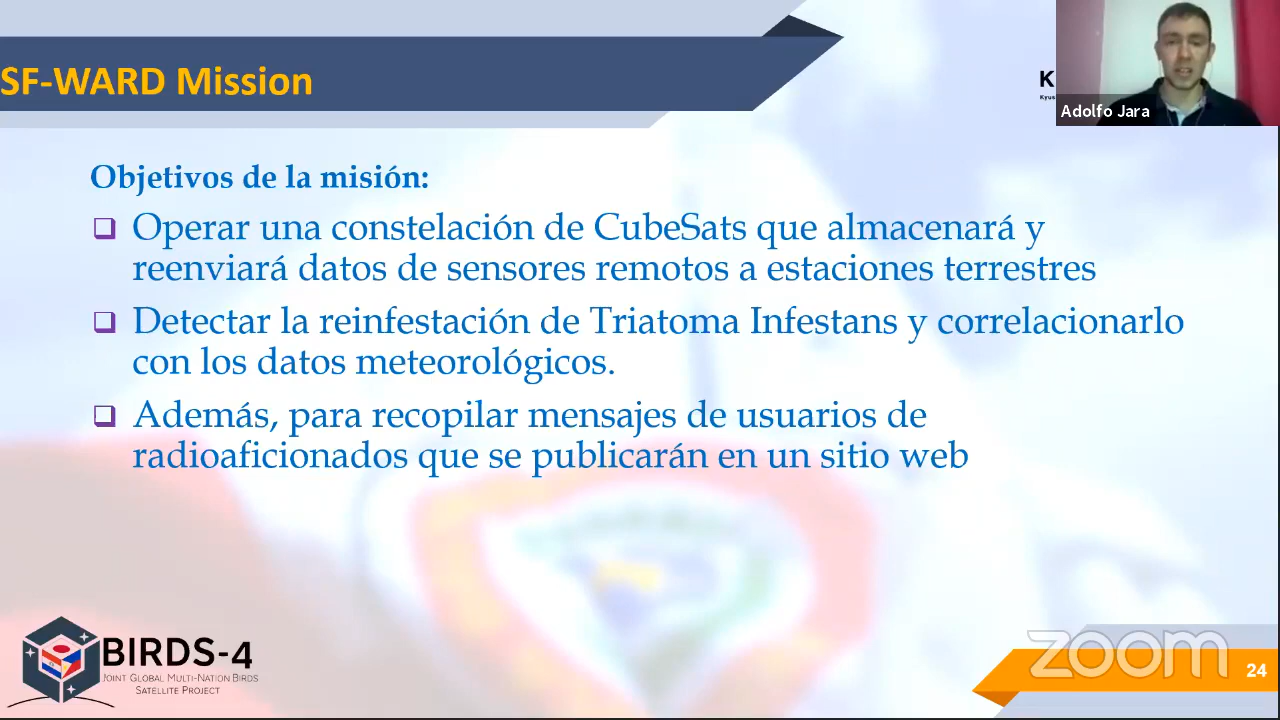 SF-WARD Mission
K
Kyus
Adolfo Jara
Objetivos de la misión:
Operar una constelación de CubeSats que almacenará y
reenviará datos de sensores remotos a estaciones terrestres
Detectar la reinfestación de Triatoma Infestans y correlacionarlo
con los datos meteorológicos.
Además, para recopilar mensajes de usuarios de
radioaficionados que se publicarán en un sitio web
BIRDS-4
JOINT GLOBAL MULTI-NATION BIRDS
SATELLITE PROJECT
zoom
24